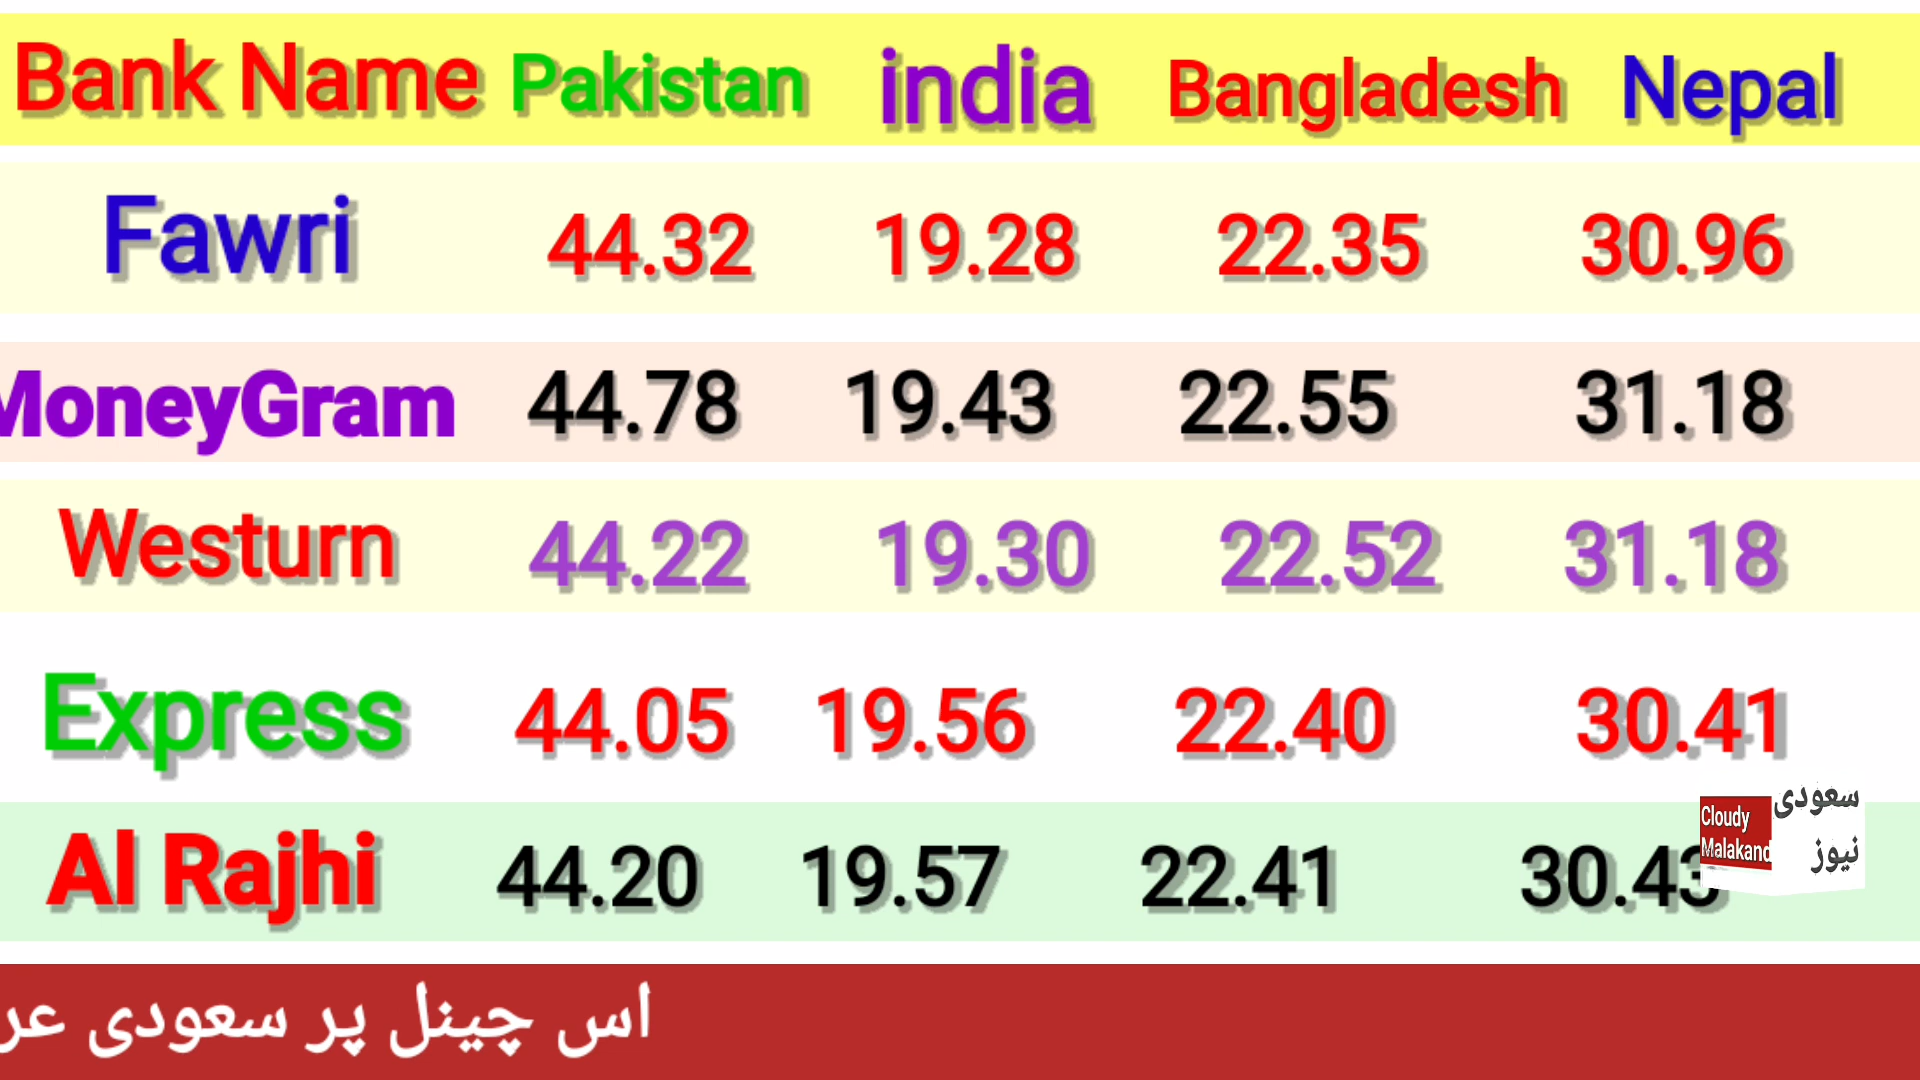 Bank Name Pakistan india Bangladesh Nepal
Fawri 44.32 19.28 22.35 30.96
MoneyGram 44.78 19.43 22.55 31.18
Westurn 44.22 19.30 22.52 31.18
Express 44.05 19.56 22.40 30.41
Al Rajhi 44.20 19.57 22.41 30.43
Cloudy Malakand
سعودی نیوز
اس چینل پر سعودی عر